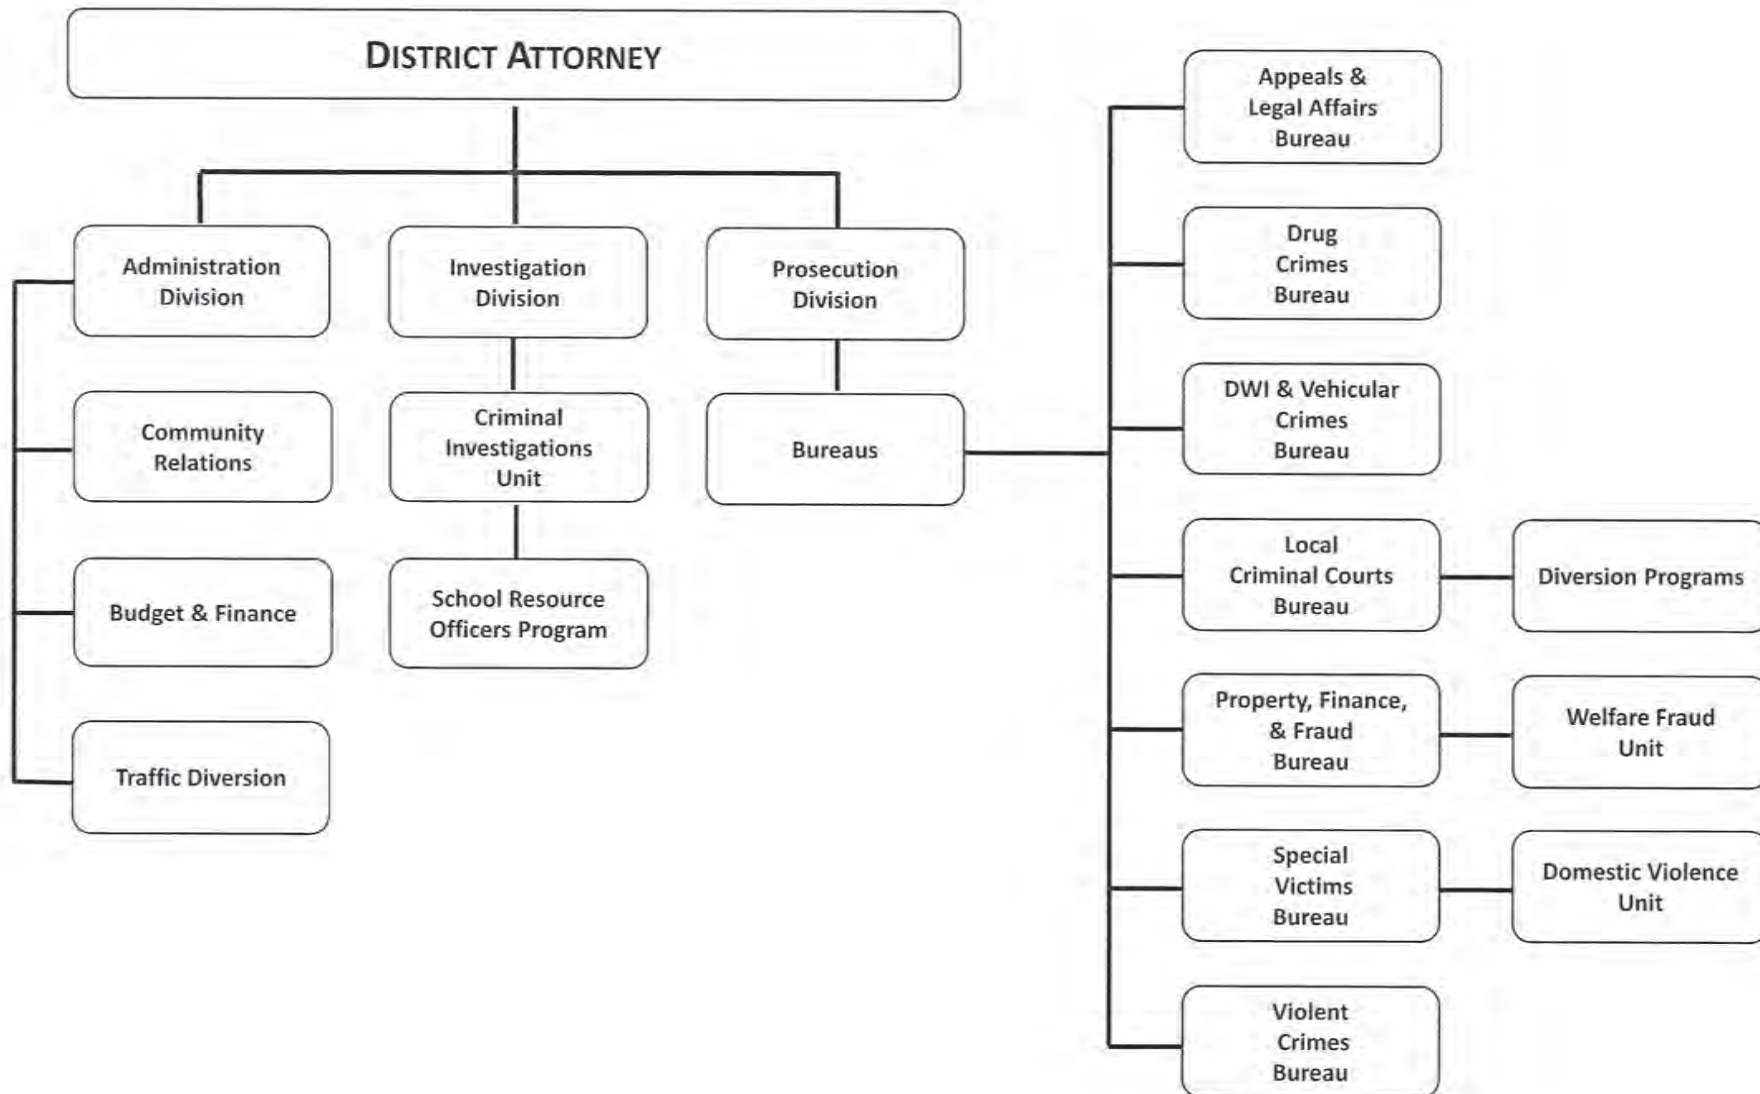 DISTRICT ATTORNEY
Administration
Division
Community
Relations
Budget & Finance
Traffic Diversion
Investigation
Division
Criminal
Investigations
Unit
School Resource
Officers Program
Prosecution
Division
Bureaus
Appeals &
Legal Affairs
Bureau
Drug
Crimes
Bureau
DWI & Vehicular
Crimes
Bureau
Local
Criminal Courts
Bureau
Diversion Programs
Property, Finance,
& Fraud
Bureau
Welfare Fraud
Unit
Special
Victims
Bureau
Domestic Violence
Unit
Violent
Crimes
Bureau